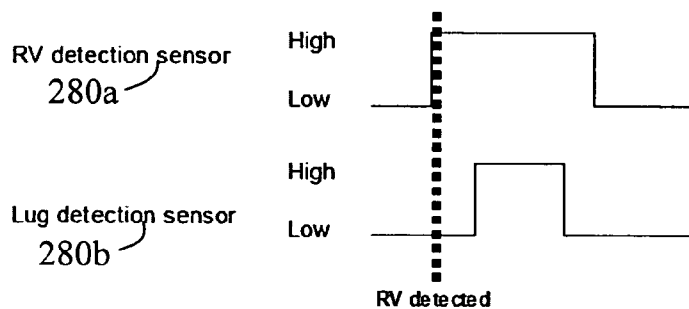 High
RV detection sensor
280a
Low
High
Lug detection sensor
Low
280b
RV detected